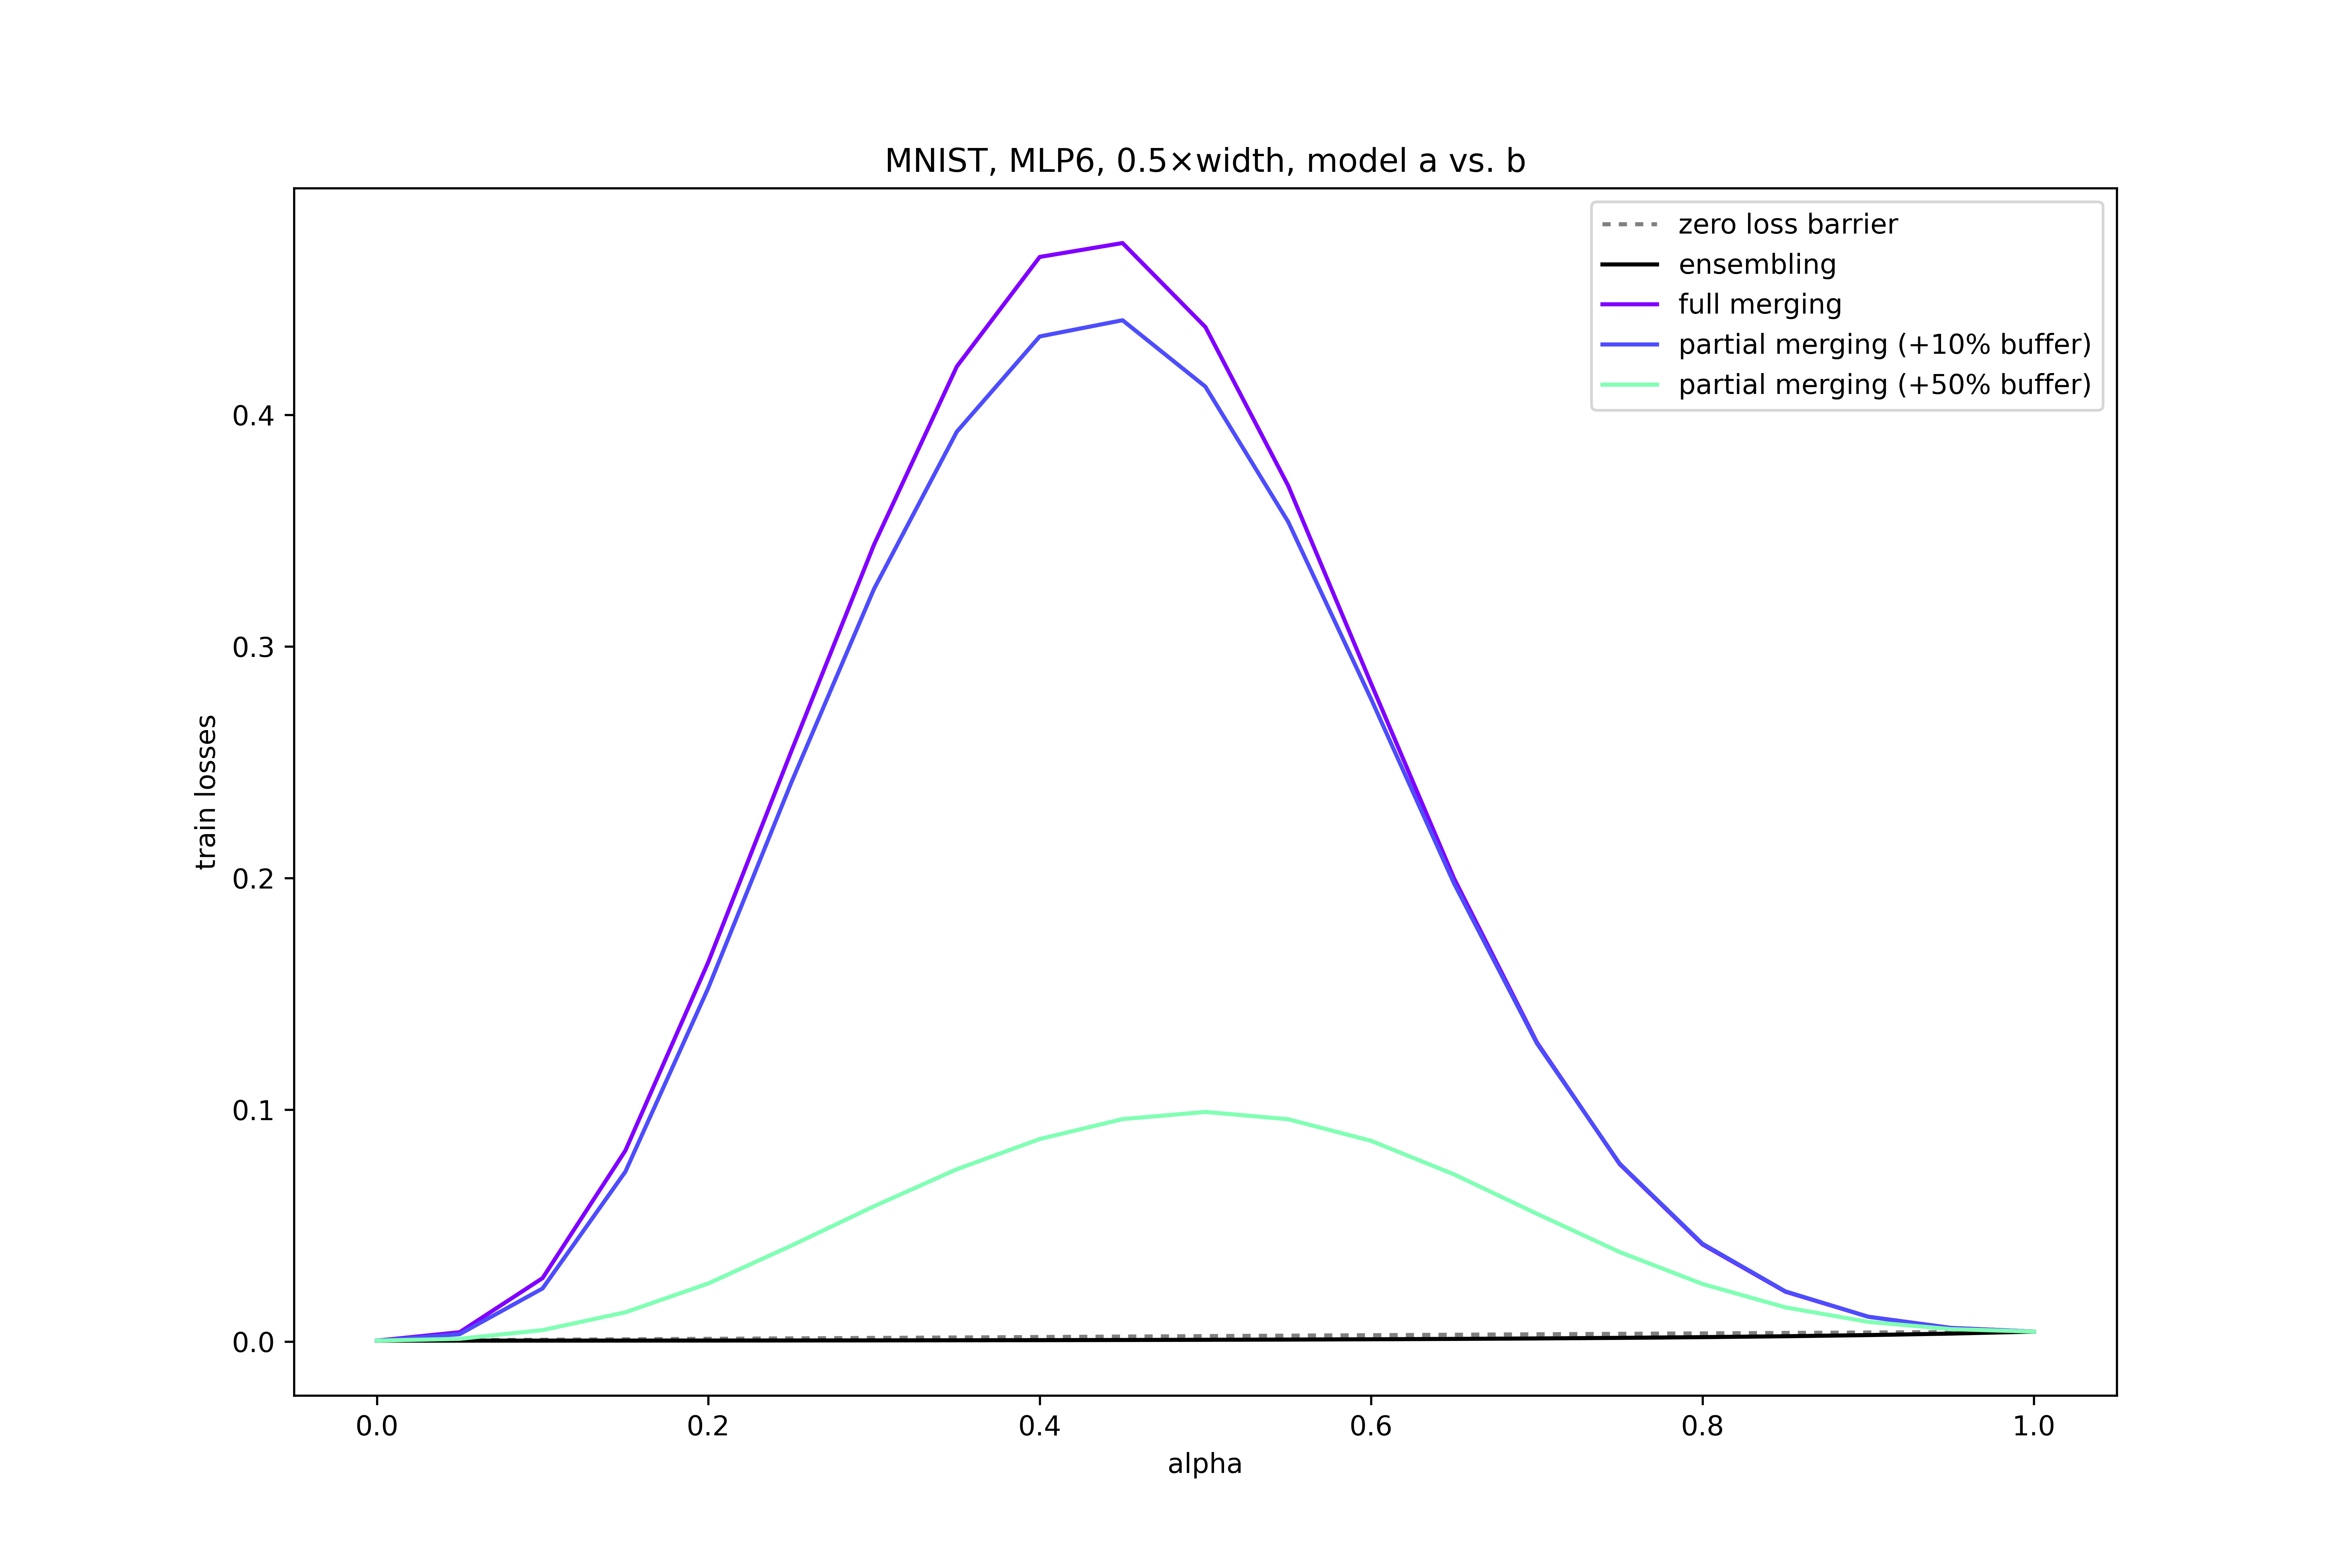 MNIST, MLP6, 0.5×width, model a vs. b
zero loss barrier
ensembling
full merging
partial merging (+10% buffer)
partial merging (+50% buffer)
train losses
0.4
0.3
0.2
0.1
0.0
0.0 0.2 0.4 0.6 0.8 1.0
alpha